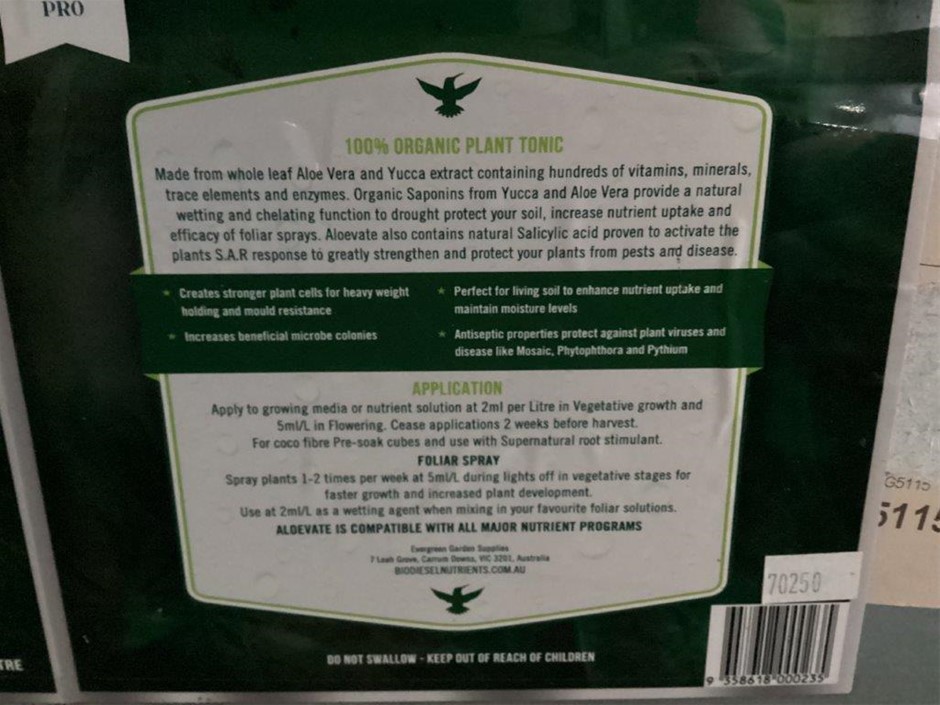 PRO
100% ORGANIC PLANT TONIC
Made from whole leaf Aloe Vera and Yucca extract containing hundreds of vitamins, minerals,
trace elements and enzymes. Organic Saponins from Yucca and Aloe Vera provide a natural
wetting and chelating function to drought protect your soil, increase nutrient uptake and
efficacy of foliar sprays. Aloevate also contains natural Salicylic acid proven to activate the
plants S.A.R response to greatly strengthen and protect your plants from pests and disease.
* Creates stronger plant cells for heavy weight
holding and mould resistance
* Increases beneficial microbe colonies
* Perfect for living soil to enhance nutrient uptake and
maintain moisture levels
* Antiseptic properties protect against plant viruses and
disease like Mosaic, Phytophthora and Pythium
APPLICATION
Apply to growing media or nutrient solution at 2ml per Litre in Vegetative growth and
5ml/L in Flowering. Cease applications 2 weeks before harvest.
For coco fibre Pre-soak cubes and use with Supernatural root stimulant.
FOLIAR SPRAY
Spray plants 1-2 times per week at 5ml/L during lights off in vegetative stages for
faster growth and increased plant development.
Use at 2ml/L as a wetting agent when mixing in your favourite foliar solutions.
ALOEVATE IS COMPATIBLE WITH ALL MAJOR NUTRIENT PROGRAMS
Evergreen Garden Supplies
7 Leah Grove, Carrum Downs, VIC 3201, Australia
BIODIESELNUTRIENTS.COM.AU
DO NOT SWALLOW - KEEP OUT OF REACH OF CHILDREN
70250
9 358618 000235
TRE
G5115
5115